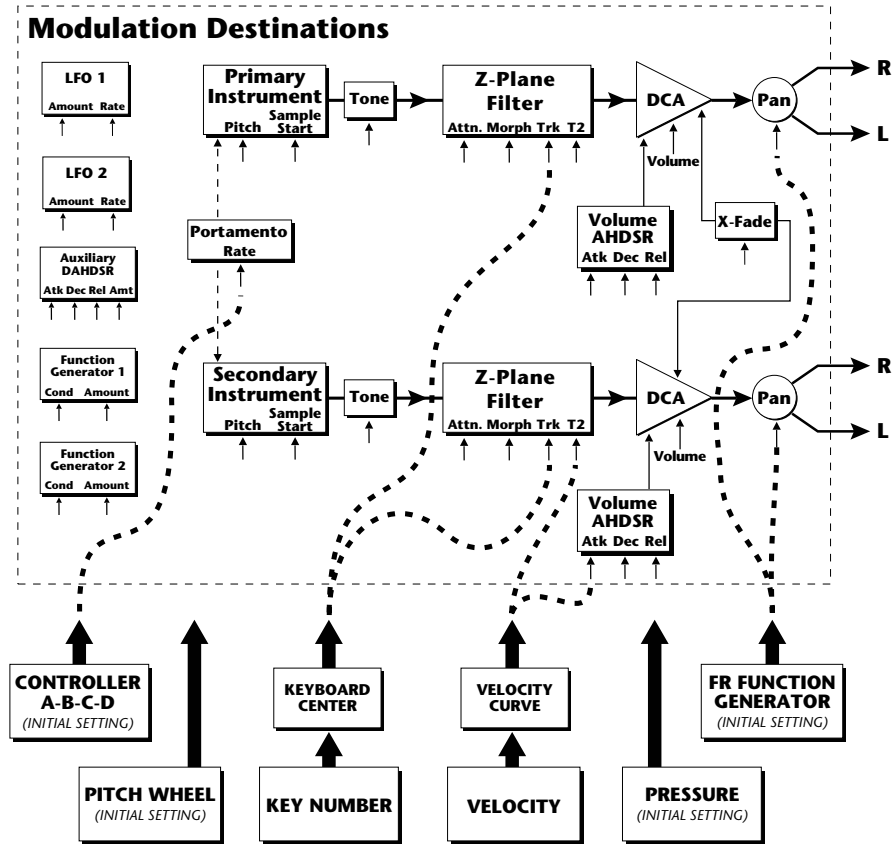 Modulation Destinations
LFO 1
Amount Rate
LFO 2
Amount Rate
Auxiliary
DAHDSR
Atk Dec Rel Amt
Function
Generator 1
Cond Amount
Function
Generator 2
Cond Amount
Primary
Instrument
Pitch Sample
Start
Tone
Z-Plane
Filter
Attn. Morph Trk T2
DCA
Volume
Pan
R
L
Portamento
Rate
Volume
AHDSR
Atk Dec Rel
X-Fade
Secondary
Instrument
Pitch Sample
Start
Tone
Z-Plane
Filter
Attn. Morph Trk T2
DCA
Volume
Pan
R
L
Volume
AHDSR
Atk Dec Rel
CONTROLLER
A-B-C-D
(INITIAL SETTING)
KEYBOARD
CENTER
VELOCITY
CURVE
FR FUNCTION
GENERATOR
(INITIAL SETTING)
PITCH WHEEL
(INITIAL SETTING)
KEY NUMBER
VELOCITY
PRESSURE
(INITIAL SETTING)